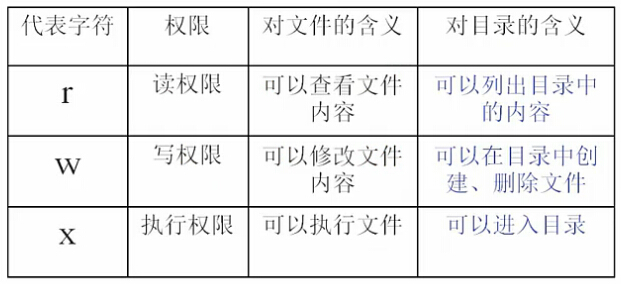 代表字符 权限 对文件的含义 对目录的含义
r 读权限 可以查看文件内容 可以列出目录中的内容
w 写权限 可以修改文件内容 可以在目录中创建、删除文件
x 执行权限 可以执行文件 可以进入目录